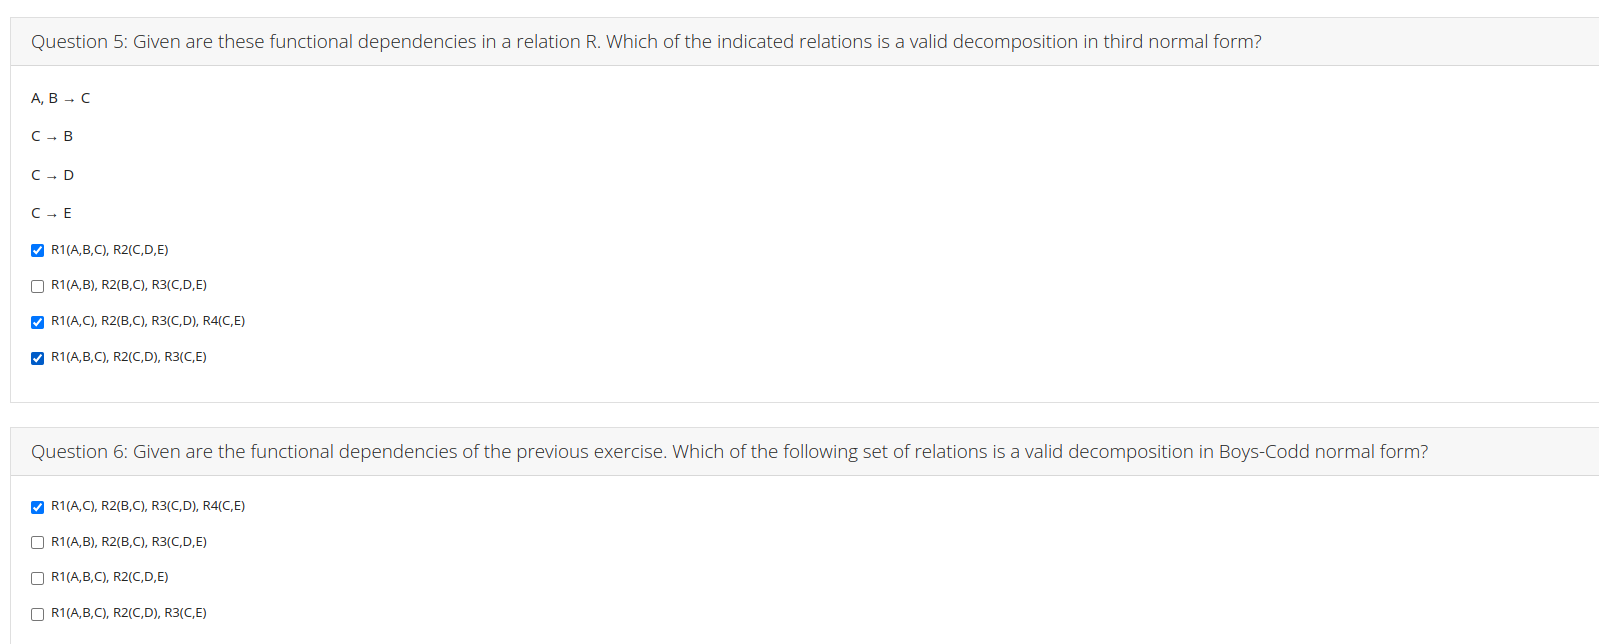 Question 5: Given are these functional dependencies in a relation R. Which of the indicated relations is a valid decomposition in third normal form?
A, B → C
C → B
C → D
C → E
R1(A,B,C), R2(C,D,E)
R1(A,B), R2(B,C), R3(C,D,E)
R1(A,C), R2(B,C), R3(C,D), R4(C,E)
R1(A,B,C), R2(C,D), R3(C,E)
Question 6: Given are the functional dependencies of the previous exercise. Which of the following set of relations is a valid decomposition in Boys-Codd normal form?
R1(A,C), R2(B,C), R3(C,D), R4(C,E)
R1(A,B), R2(B,C), R3(C,D,E)
R1(A,B,C), R2(C,D,E)
R1(A,B,C), R2(C,D), R3(C,E)